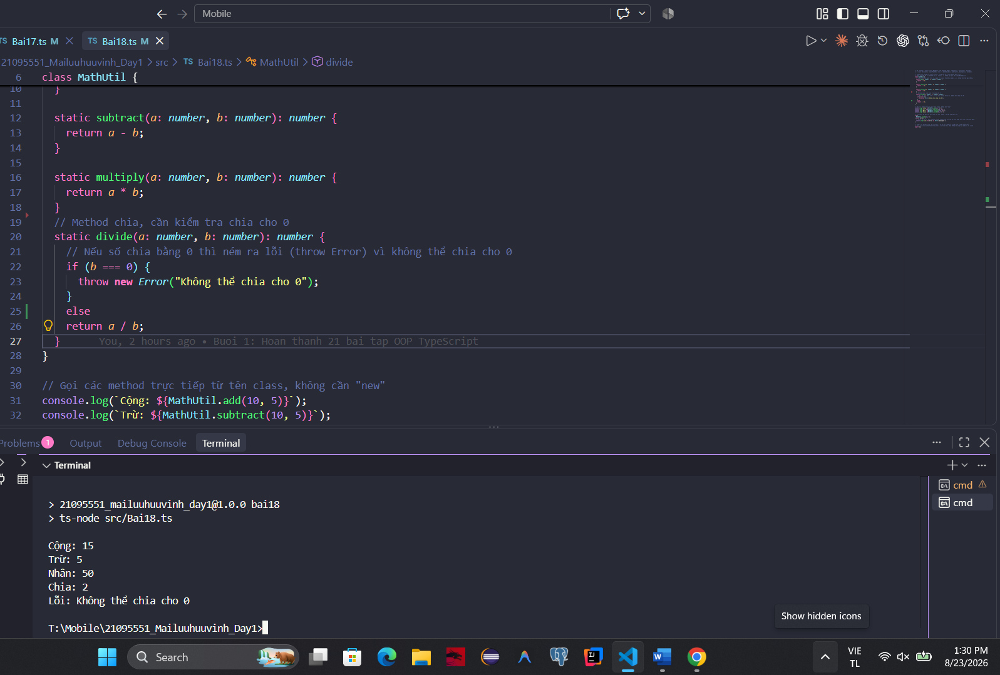 Mobile
TS Bai17.ts M
TS Bai18.ts M
21095551_Mailuuhuuvinh_Day1 > src > TS Bai18.ts > MathUtil > divide
6 class MathUtil {
10 }
11
12 static subtract(a: number, b: number): number {
13 return a - b;
14 }
15
16 static multiply(a: number, b: number): number {
17 return a * b;
18 }
19 // Method chia, cần kiểm tra chia cho 0
20 static divide(a: number, b: number): number {
21 // Nếu số chia bằng 0 thì ném ra lỗi (throw Error) vì không thể chia cho 0
22 if (b === 0) {
23 throw new Error("Không thể chia cho 0");
24 }
25 else
26 return a / b;
27 } You, 2 hours ago • Buoi 1: Hoan thanh 21 bai tap OOP TypeScript
28 }
29
30 // Gọi các method trực tiếp từ tên class, không cần "new"
31 console.log(`Cộng: ${MathUtil.add(10, 5)}`);
32 console.log(`Trừ: ${MathUtil.subtract(10, 5)}`);
Problems 1 Output Debug Console Terminal
Terminal
> 21095551_mailuuhuuvinh_day1@1.0.0 bai18
> ts-node src/Bai18.ts
Cộng: 15
Trừ: 5
Nhân: 50
Chia: 2
Lỗi: Không thể chia cho 0
T:\Mobile\21095551_Mailuuhuuvinh_Day1>
cmd
cmd
Show hidden icons
Search
VIE
TL
1:30 PM
8/23/2026